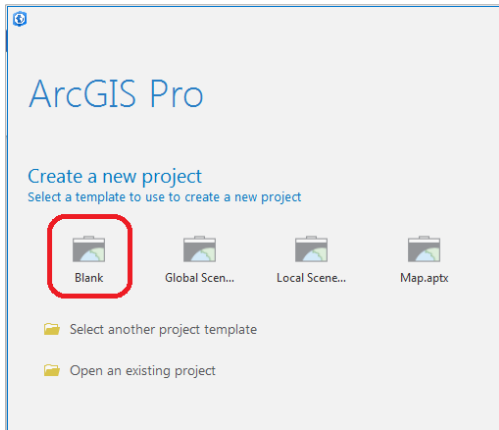 ArcGIS Pro
Create a new project
Select a template to use to create a new project
Blank
Global Scen...
Local Scene...
Map.aptx
Select another project template
Open an existing project